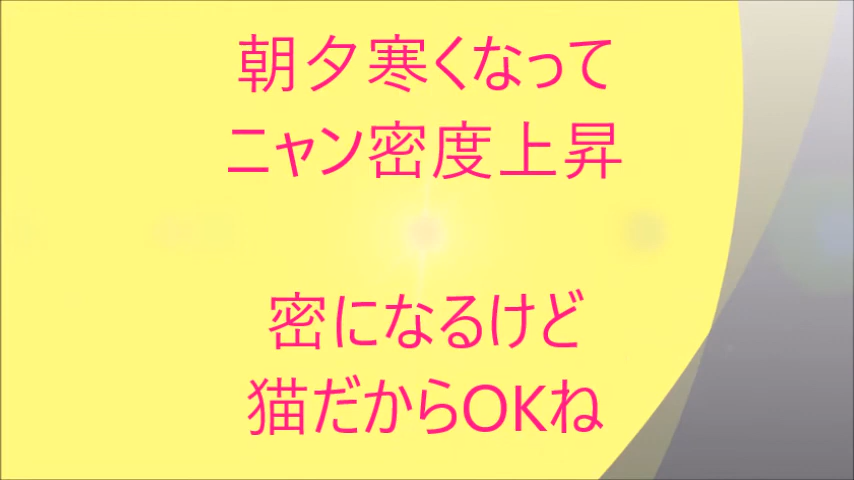 朝夕寒くなって
ニャン密度上昇
密になるけど
猫だからOKね